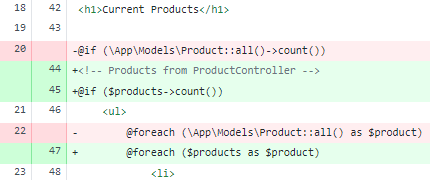 18 42 <h1>Current Products</h1>
19 43
20 -@if (\App\Models\Product::all()->count())
44 +<!-- Products from ProductController -->
45 +@if ($products->count())
21 46 <ul>
22 - @foreach (\App\Models\Product::all() as $product)
47 + @foreach ($products as $product)
23 48 <li>